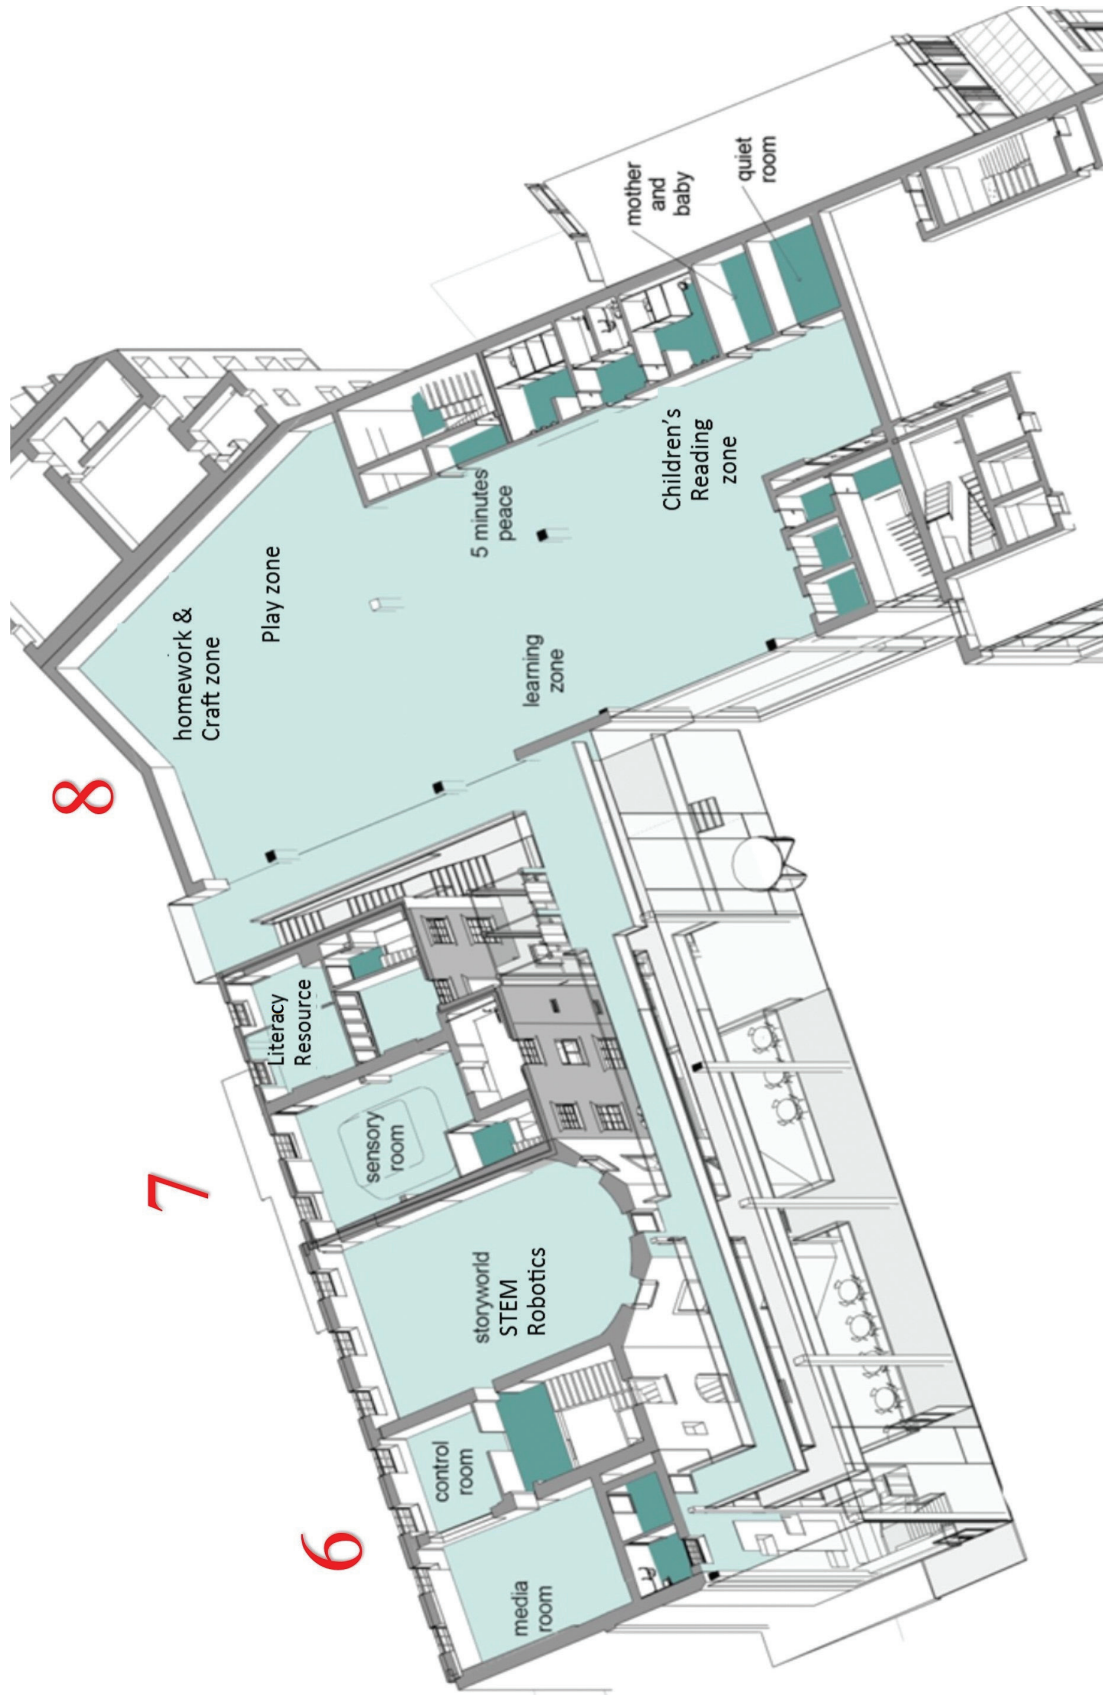 6
7
8
media
room
control
room
storyworld
STEM
Robotics
sensory
room
Literacy
Resource
homework &
Craft zone
Play zone
learning
zone
5 minutes
peace
Children's
Reading
zone
mother
and
baby
quiet
room